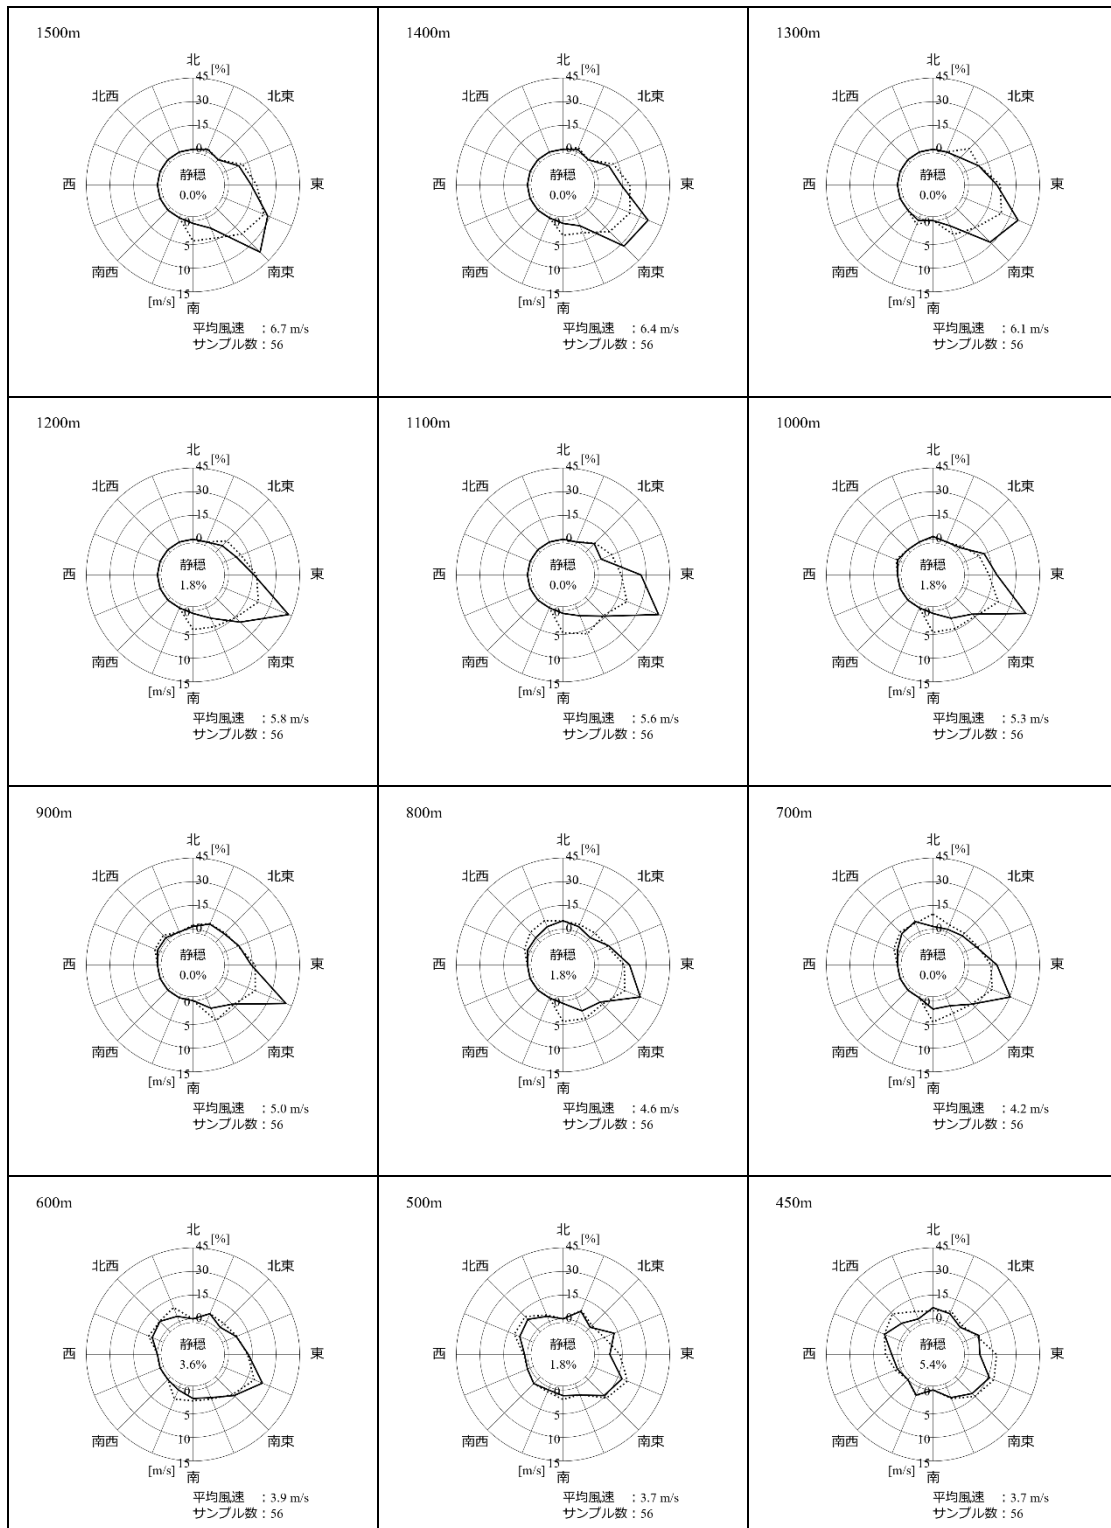 1500m
北
[%]
45
北西
北東
30
15
0
静穏
西
東
0.0%
0
5
南西
南東
10
[m/s]
15
南
平均風速 ：6.7 m/s
サンプル数：56
1400m
北
[%]
45
北西
北東
30
15
0
静穏
西
東
0.0%
0
5
南西
南東
10
[m/s]
15
南
平均風速 ：6.4 m/s
サンプル数：56
1300m
北
[%]
45
北西
北東
30
15
0
静穏
西
東
0.0%
0
5
南西
南東
10
[m/s]
15
南
平均風速 ：6.1 m/s
サンプル数：56
1200m
北
[%]
45
北西
北東
30
15
0
静穏
西
東
1.8%
0
5
南西
南東
10
[m/s]
15
南
平均風速 ：5.8 m/s
サンプル数：56
1100m
北
[%]
45
北西
北東
30
15
0
静穏
西
東
0.0%
0
5
南西
南東
10
[m/s]
15
南
平均風速 ：5.6 m/s
サンプル数：56
1000m
北
[%]
45
北西
北東
30
15
0
静穏
西
東
1.8%
0
5
南西
南東
10
[m/s]
15
南
平均風速 ：5.3 m/s
サンプル数：56
900m
北
[%]
45
北西
北東
30
15
0
静穏
西
東
0.0%
0
5
南西
南東
10
[m/s]
15
南
平均風速 ：5.0 m/s
サンプル数：56
800m
北
[%]
45
北西
北東
30
15
0
静穏
西
東
1.8%
0
5
南西
南東
10
[m/s]
15
南
平均風速 ：4.6 m/s
サンプル数：56
700m
北
[%]
45
北西
北東
30
15
0
静穏
西
東
0.0%
0
5
南西
南東
10
[m/s]
15
南
平均風速 ：4.2 m/s
サンプル数：56
600m
北
[%]
45
北西
北東
30
15
0
静穏
西
東
3.6%
0
5
南西
南東
10
[m/s]
15
南
平均風速 ：3.9 m/s
サンプル数：56
500m
北
[%]
45
北西
北東
30
15
0
静穏
西
東
1.8%
0
5
南西
南東
10
[m/s]
15
南
平均風速 ：3.7 m/s
サンプル数：56
450m
北
[%]
45
北西
北東
30
15
0
静穏
西
東
5.4%
0
5
南西
南東
10
[m/s]
15
南
平均風速 ：3.7 m/s
サンプル数：56